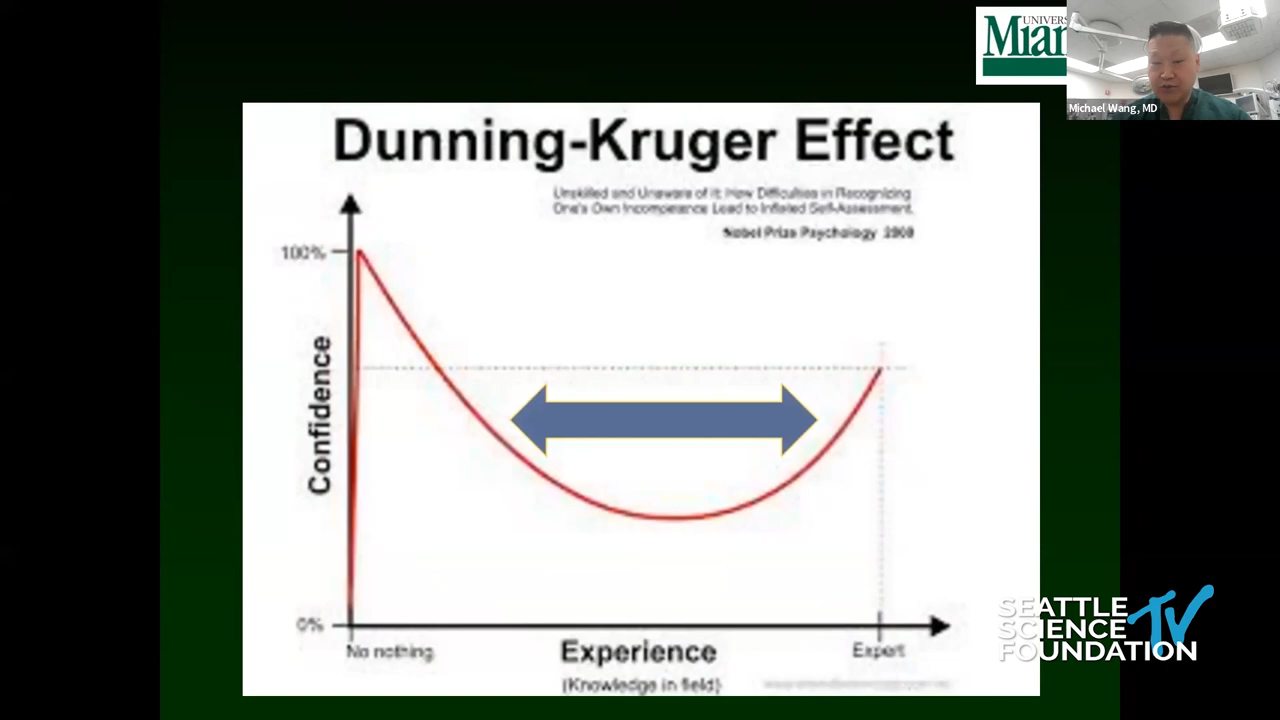 UNIVERS
Miar
Michael Wang, MD
Dunning-Kruger Effect
Unskilled and Unaware of It: How Difficulties in Recognizing
One's Own Incompetence Lead to Inflated Self-Assessment.
Nobel Prize Psychology 2000
100%
Confidence
0%
No nothing
Experience
Expert
(Knowledge in field)
SEATTLE
SCIENCE
FOUNDATION
TV